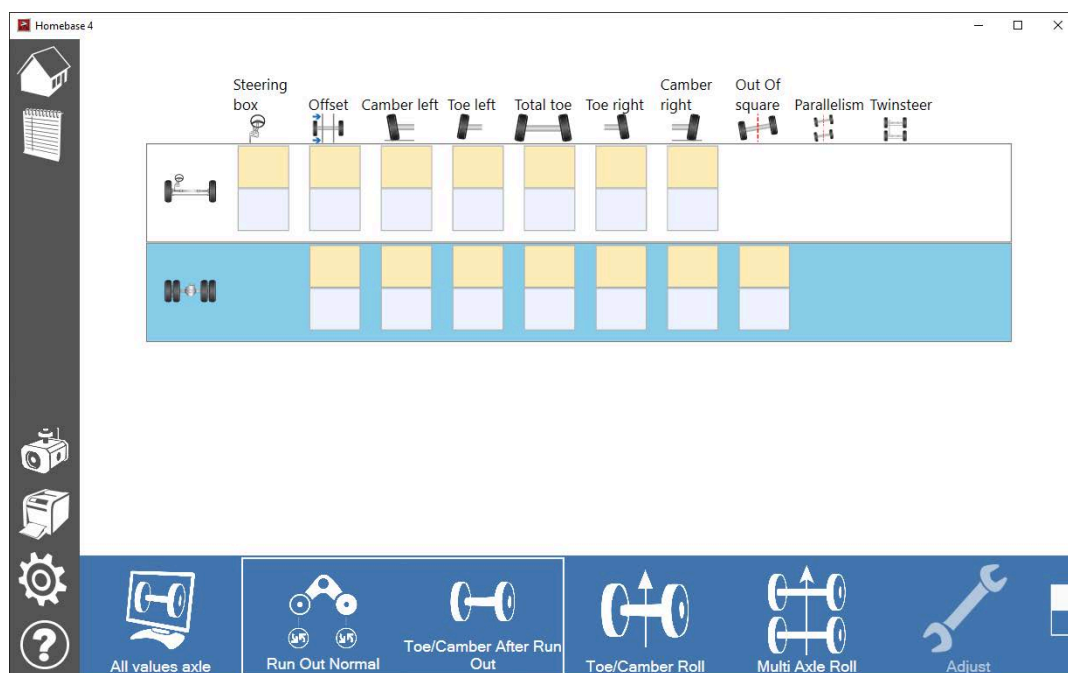 Homebase 4
Steering box
Offset
Camber left
Toe left
Total toe
Toe right
Camber right
Out Of square
Parallelism
Twinsteer
All values axle
Run Out Normal
Toe/Camber After Run Out
Toe/Camber Roll
Multi Axle Roll
Adjust
?